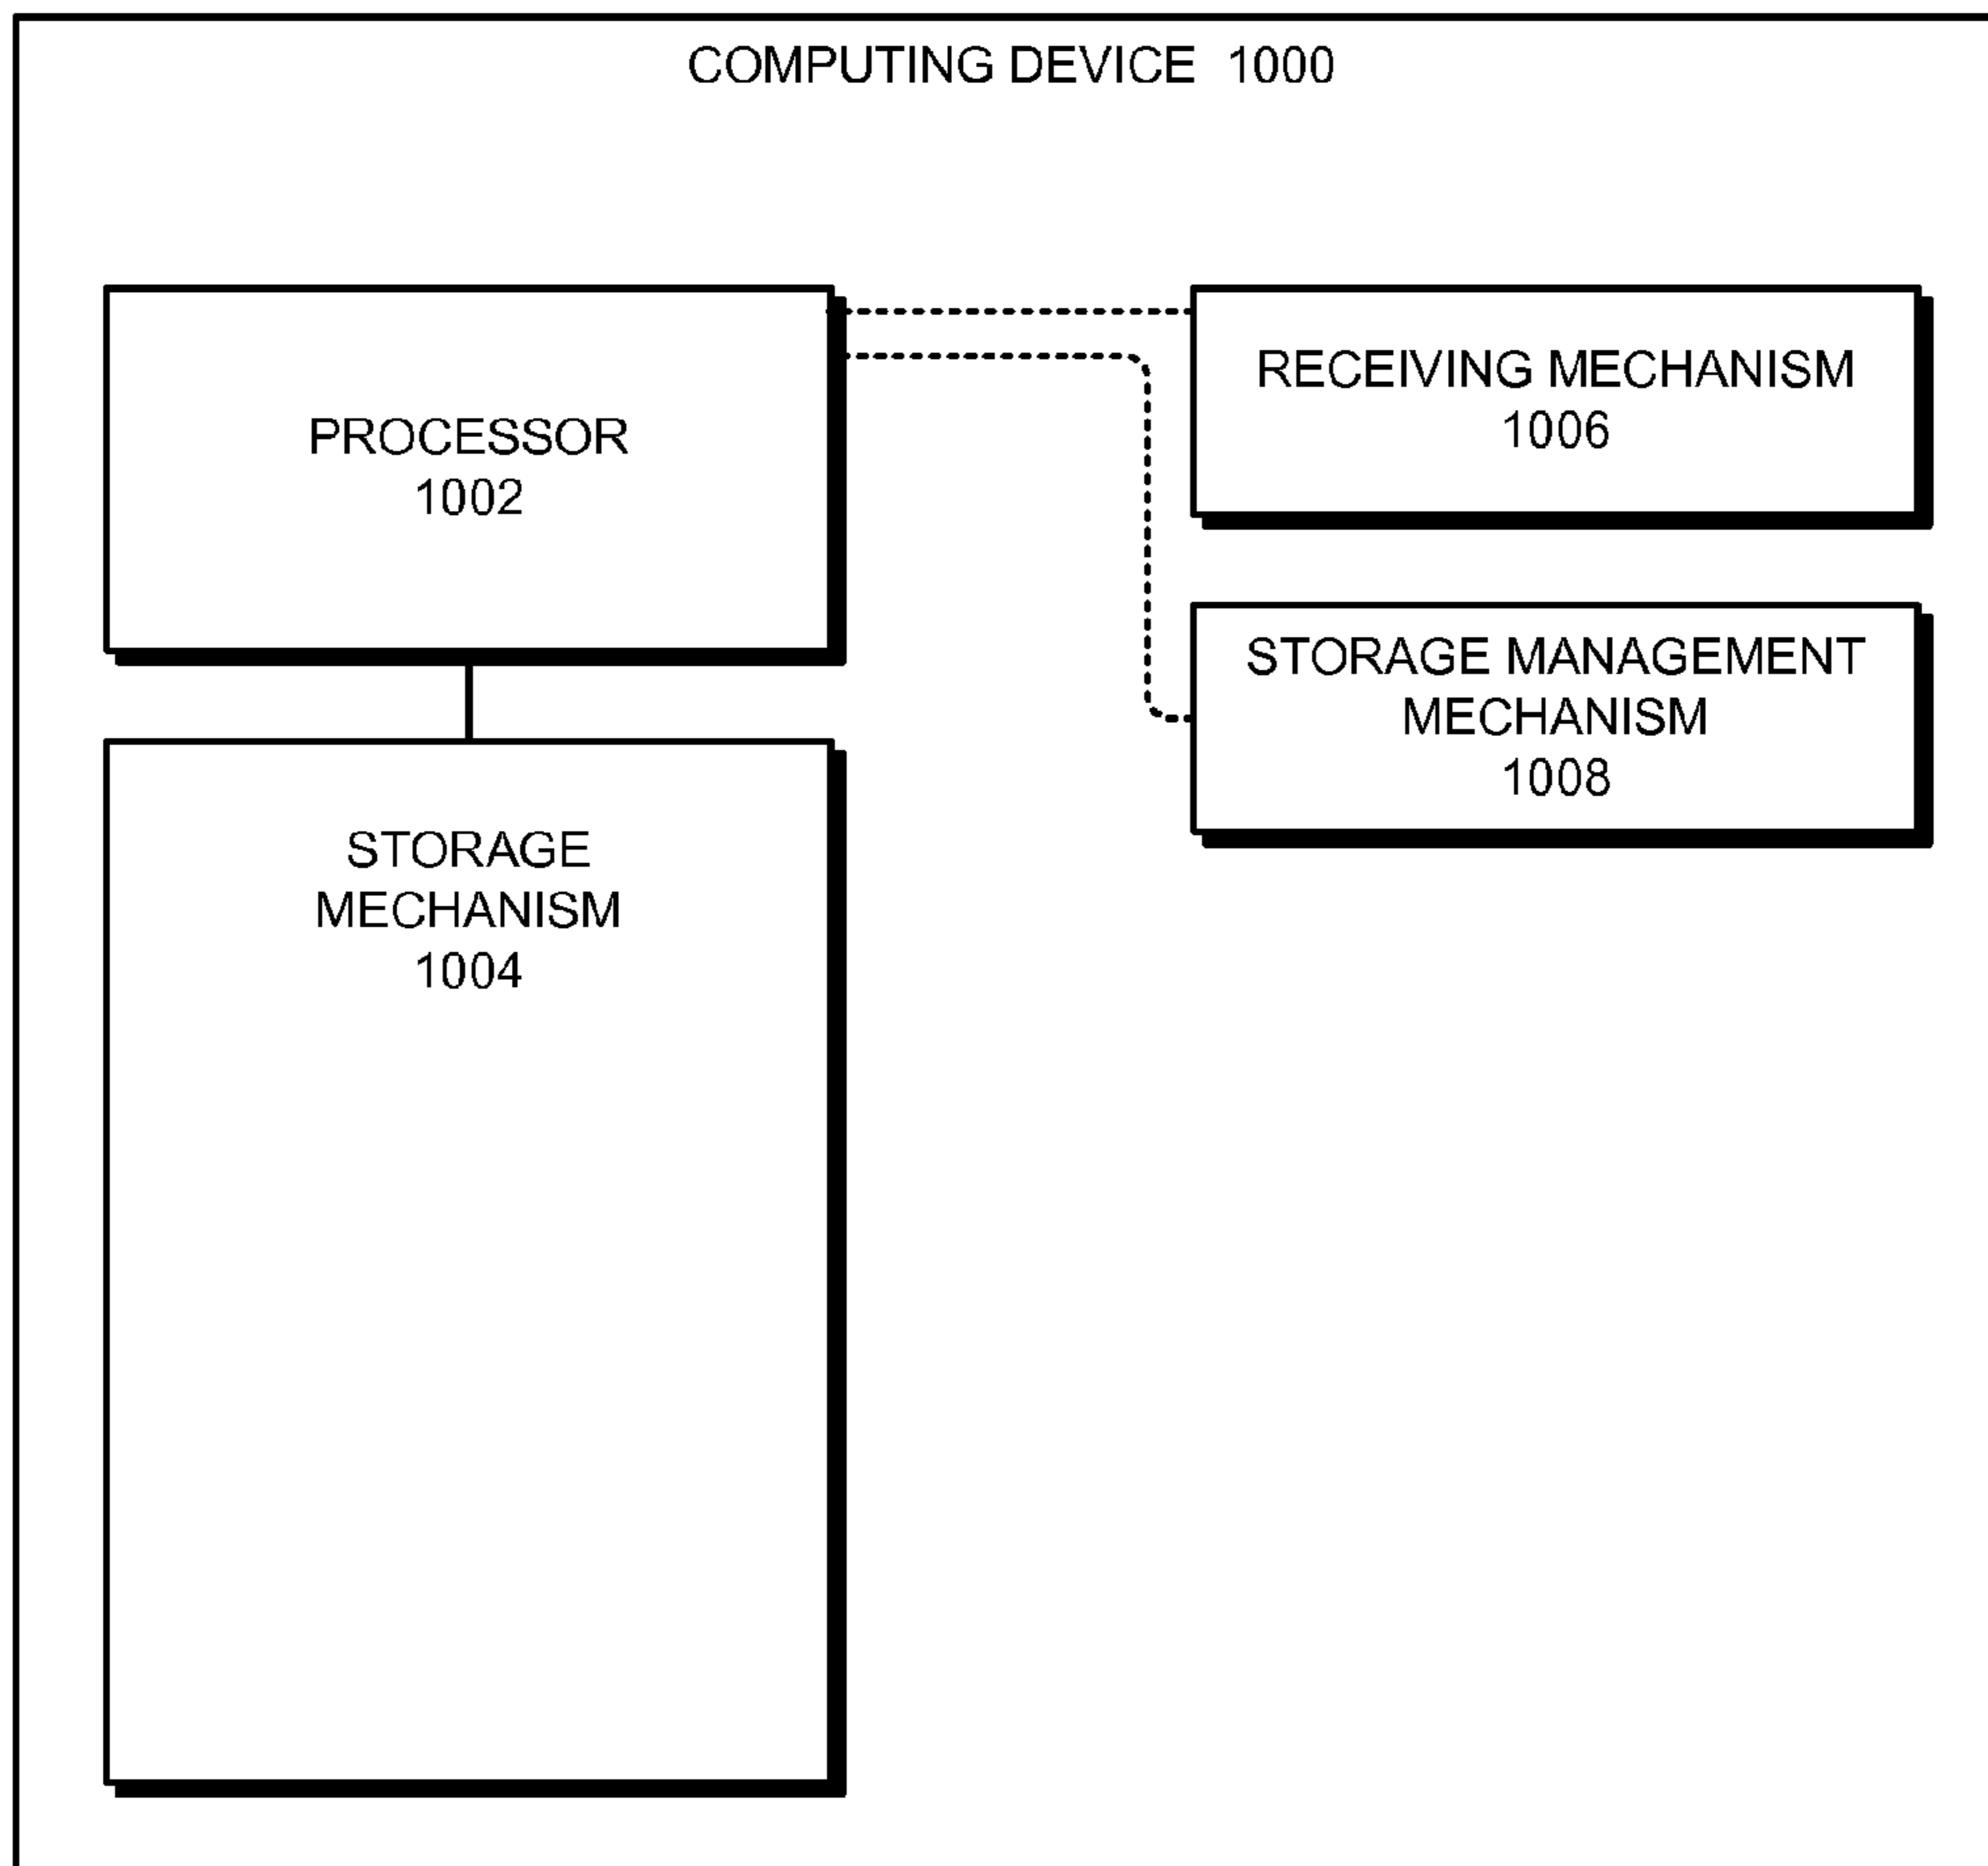 COMPUTING DEVICE 1000
PROCESSOR
1002
RECEIVING MECHANISM
1006
STORAGE MANAGEMENT
MECHANISM
1008
STORAGE
MECHANISM
1004